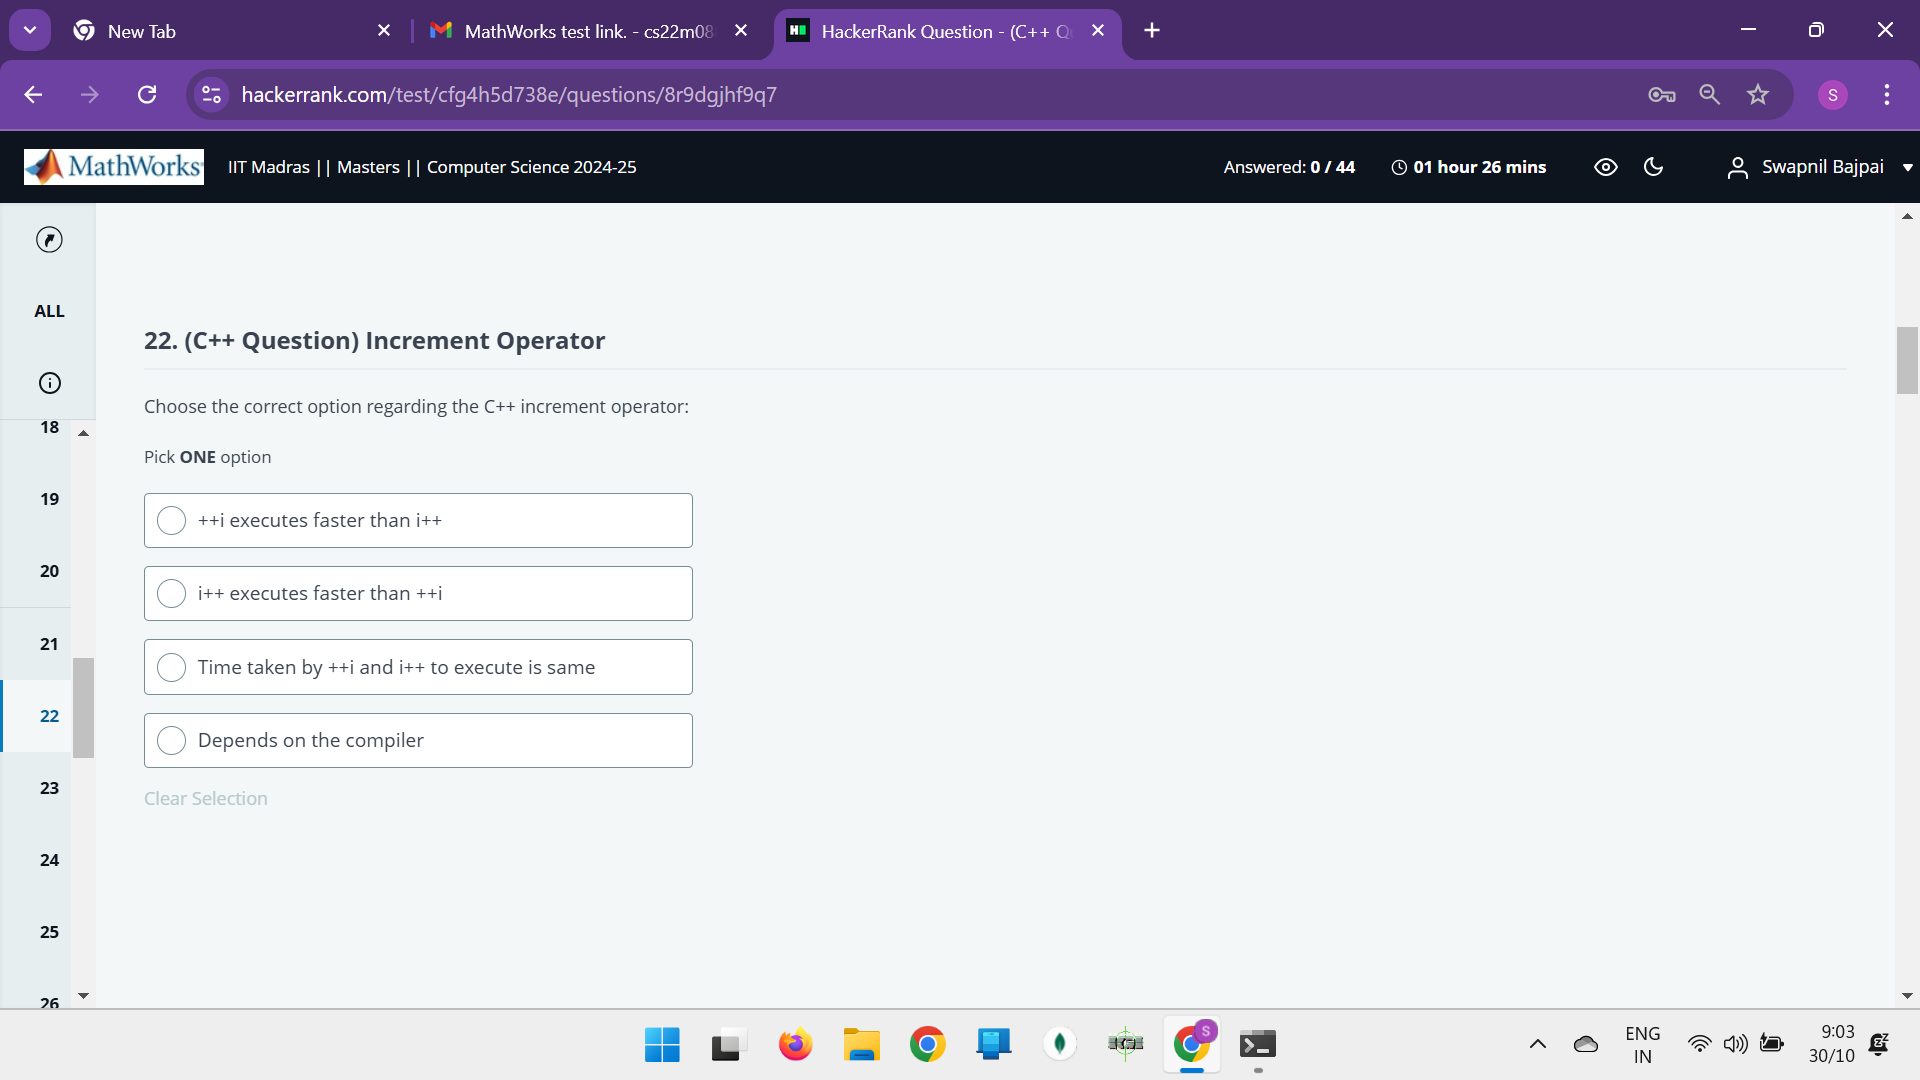 New Tab
MathWorks test link. - cs22m08
HackerRank Question - (C++ Q
hackerrank.com/test/cfg4h5d738e/questions/8r9dgjhf9q7
S
MathWorks
IIT Madras || Masters || Computer Science 2024-25
Answered: 0 / 44
01 hour 26 mins
Swapnil Bajpai
ALL
18
19
20
21
22
23
24
25
26
22. (C++ Question) Increment Operator
Choose the correct option regarding the C++ increment operator:
Pick ONE option
++i executes faster than i++
i++ executes faster than ++i
Time taken by ++i and i++ to execute is same
Depends on the compiler
Clear Selection
S
ENG
IN
9:03
30/10